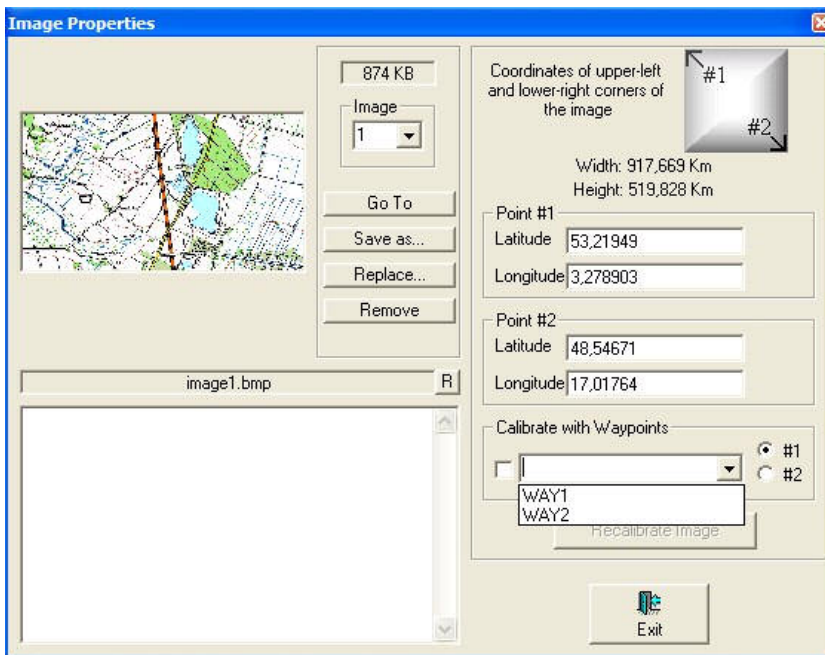 Image Properties
874 KB
Image
1
Go To
Save as...
Replace...
Remove
image1.bmp
R
Coordinates of upper-left
and lower-right corners of
the image
#1
#2
Width: 917,669 Km
Height: 519,828 Km
Point #1
Latitude 53,21949
Longitude 3,278903
Point #2
Latitude 48,54671
Longitude 17,01764
Calibrate with Waypoints
#1
#2
WAY1
WAY2
Recalibrate Image
Exit